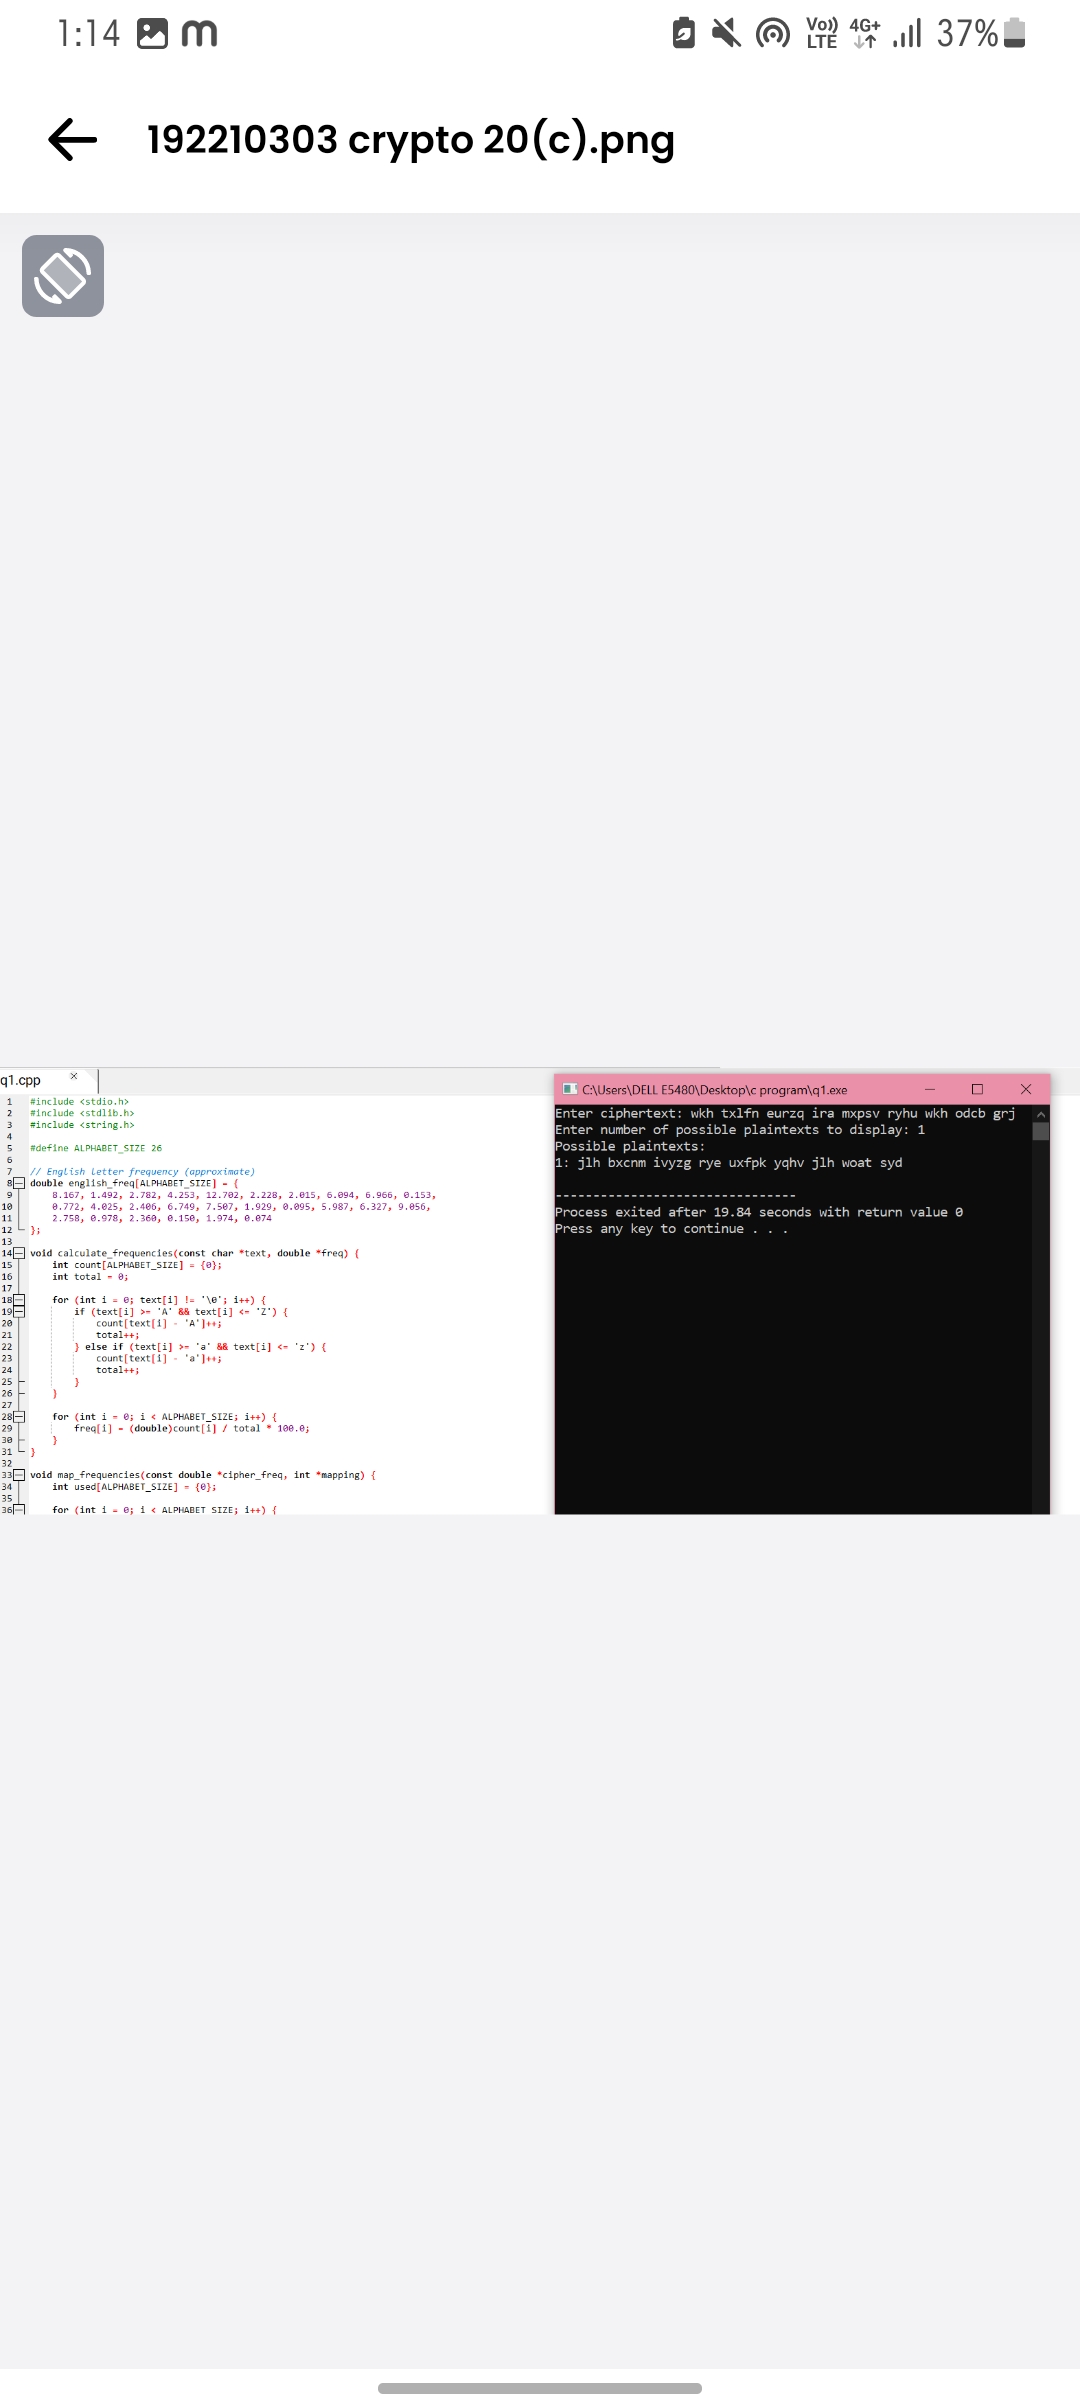 1:14 m Vo)) LTE 4G+ 37%
192210303 crypto 20(c).png
q1.cpp ×
1 #include <stdio.h>
2 #include <stdlib.h>
3 #include <string.h>
4
5 #define ALPHABET_SIZE 26
6
7 // English letter frequency (approximate)
8 double english_freq[ALPHABET_SIZE] = {
9 8.167, 1.492, 2.782, 4.253, 12.702, 2.228, 2.015, 6.094, 6.966, 0.153,
10 0.772, 4.025, 2.406, 6.749, 7.507, 1.929, 0.095, 5.987, 6.327, 9.056,
11 2.758, 0.978, 2.360, 0.150, 1.974, 0.074
12 };
13
14 void calculate_frequencies(const char *text, double *freq) {
15 int count[ALPHABET_SIZE] = {0};
16 int total = 0;
17
18 for (int i = 0; text[i] != '\0'; i++) {
19 if (text[i] >= 'A' && text[i] <= 'Z') {
20 count[text[i] - 'A']++;
21 total++;
22 } else if (text[i] >= 'a' && text[i] <= 'z') {
23 count[text[i] - 'a']++;
24 total++;
25 }
26 }
27
28 for (int i = 0; i < ALPHABET_SIZE; i++) {
29 freq[i] = (double)count[i] / total * 100.0;
30 }
31 }
32
33 void map_frequencies(const double *cipher_freq, int *mapping) {
34 int used[ALPHABET_SIZE] = {0};
35
36 for (int i = 0; i < ALPHABET_SIZE; i++) {
C:\Users\DELL E5480\Desktop\c program\q1.exe
Enter ciphertext: wkh txlfn eurzq ira mxpsv ryhu wkh odcb grj
Enter number of possible plaintexts to display: 1
Possible plaintexts:
1: jlh bxcnm ivyzg rye uxfpk yqhv jlh woat syd
--------------------------------
Process exited after 19.84 seconds with return value 0
Press any key to continue . . .